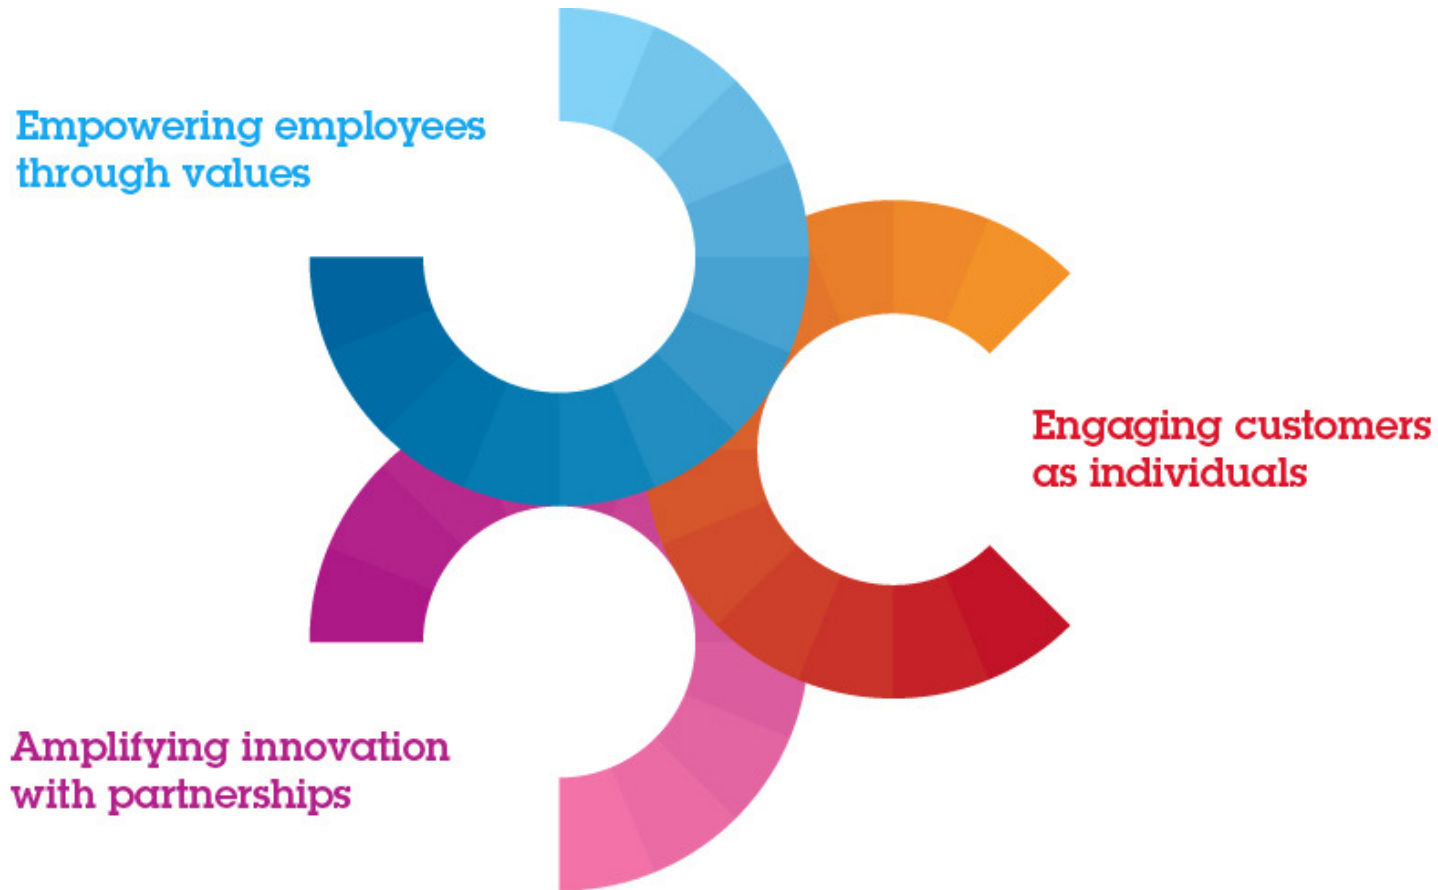 Empowering employees
through values
Engaging customers
as individuals
Amplifying innovation
with partnerships